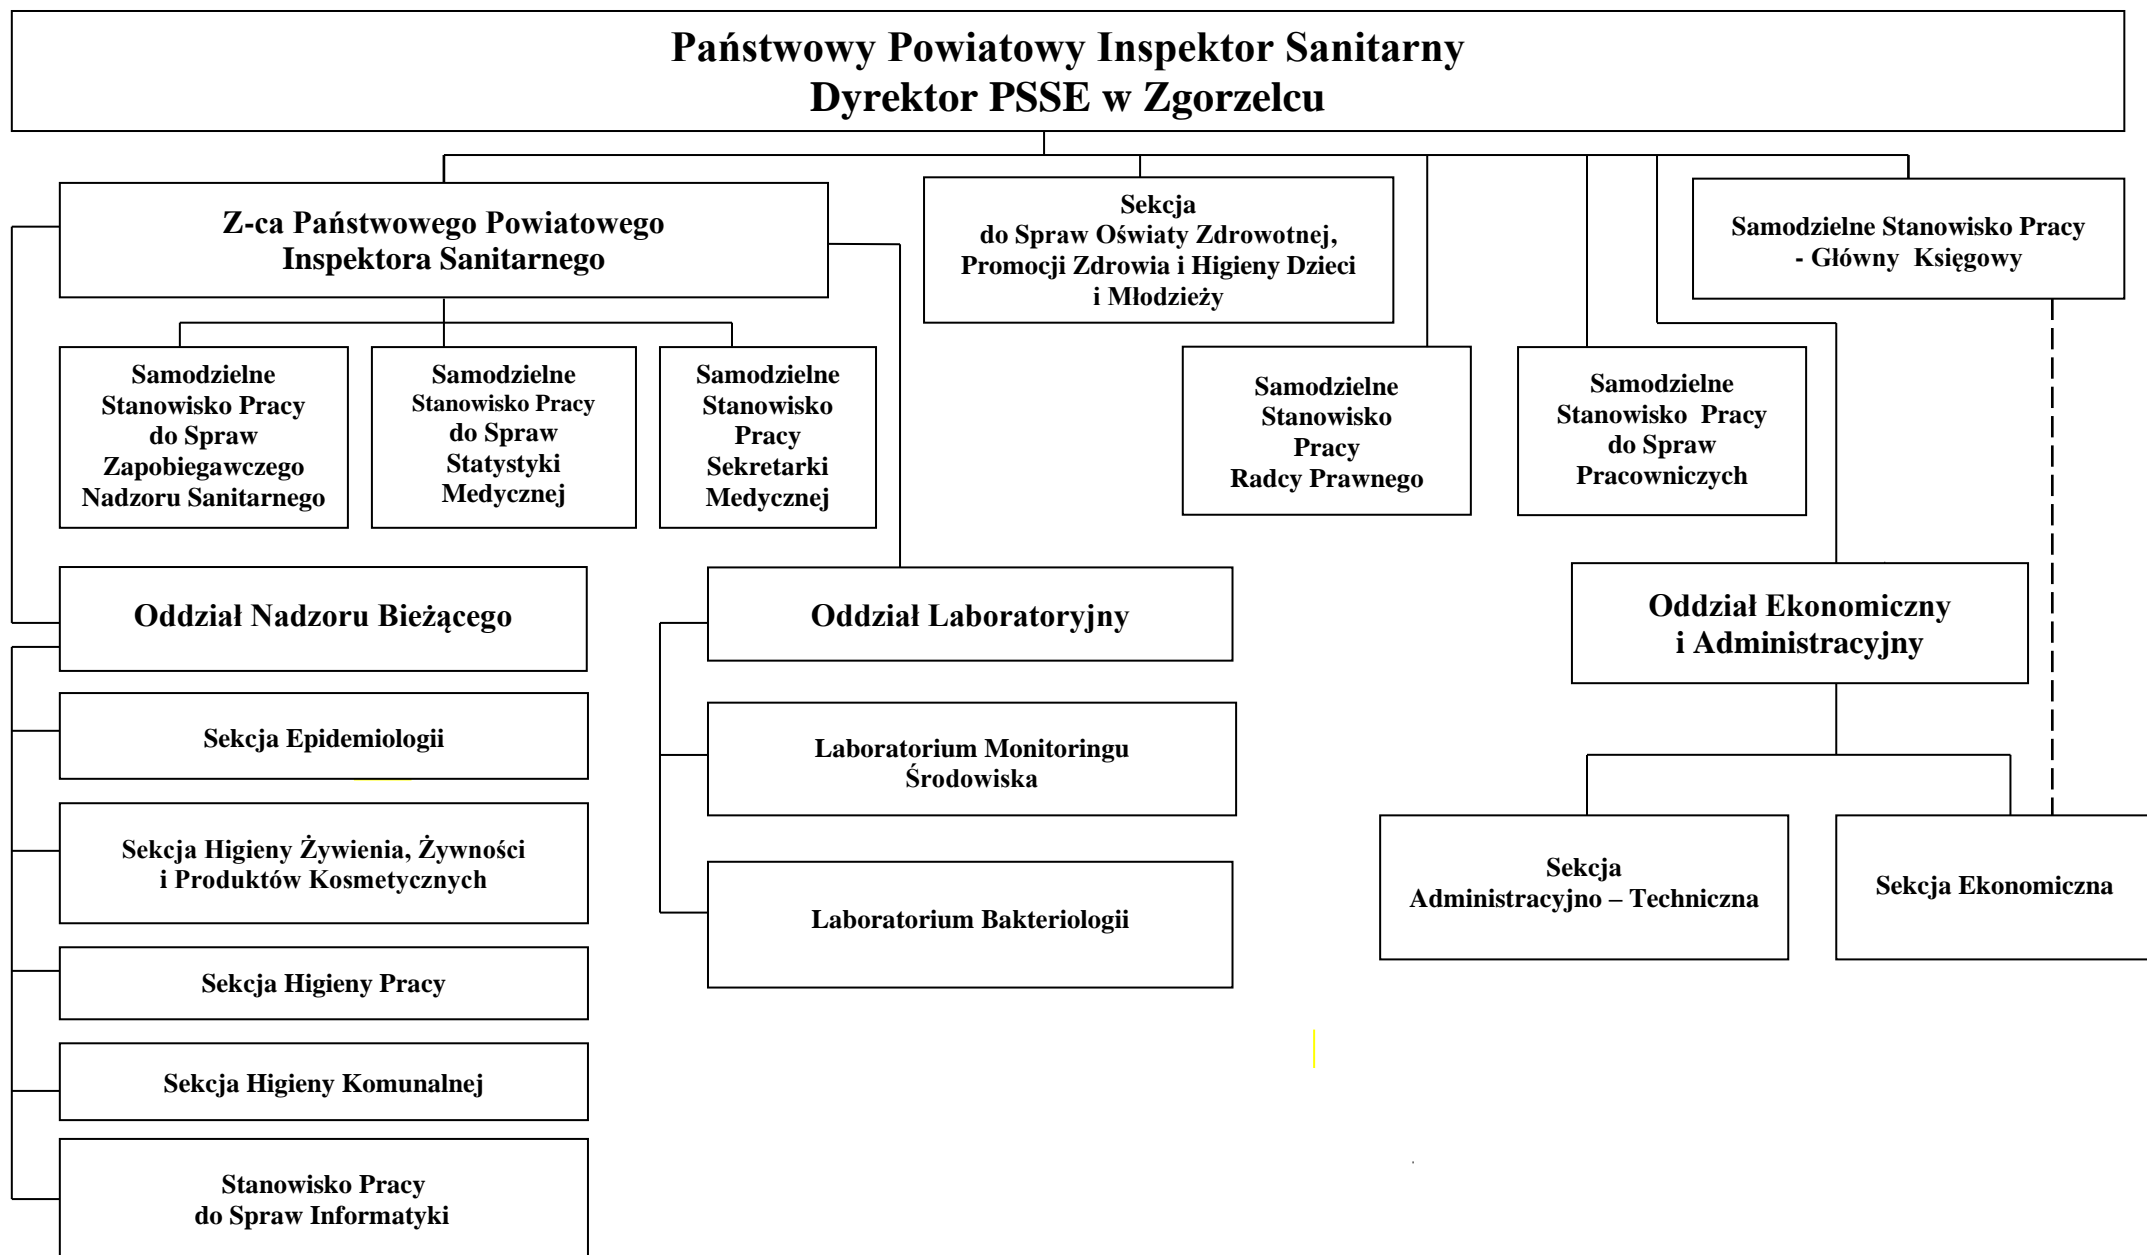 Państwowy Powiatowy Inspektor Sanitarny
Dyrektor PSSE w Zgorzelcu
Z-ca Państwowego Powiatowego
Inspektora Sanitarnego
Sekcja
do Spraw Oświaty Zdrowotnej,
Promocji Zdrowia i Higieny Dzieci
i Młodzieży
Samodzielne Stanowisko Pracy
- Główny Księgowy
Samodzielne
Stanowisko Pracy
do Spraw
Zapobiegawczego
Nadzoru Sanitarnego
Samodzielne
Stanowisko Pracy
do Spraw
Statystyki
Medycznej
Samodzielne
Stanowisko
Pracy
Sekretarki
Medycznej
Samodzielne
Stanowisko
Pracy
Radcy Prawnego
Samodzielne
Stanowisko Pracy
do Spraw
Pracowniczych
Oddział Nadzoru Bieżącego
Oddział Laboratoryjny
Oddział Ekonomiczny
i Administracyjny
Sekcja Epidemiologii
Laboratorium Monitoringu
Środowiska
Sekcja Higieny Żywienia, Żywności
i Produktów Kosmetycznych
Laboratorium Bakteriologii
Sekcja
Administracyjno – Techniczna
Sekcja Ekonomiczna
Sekcja Higieny Pracy
Sekcja Higieny Komunalnej
Stanowisko Pracy
do Spraw Informatyki